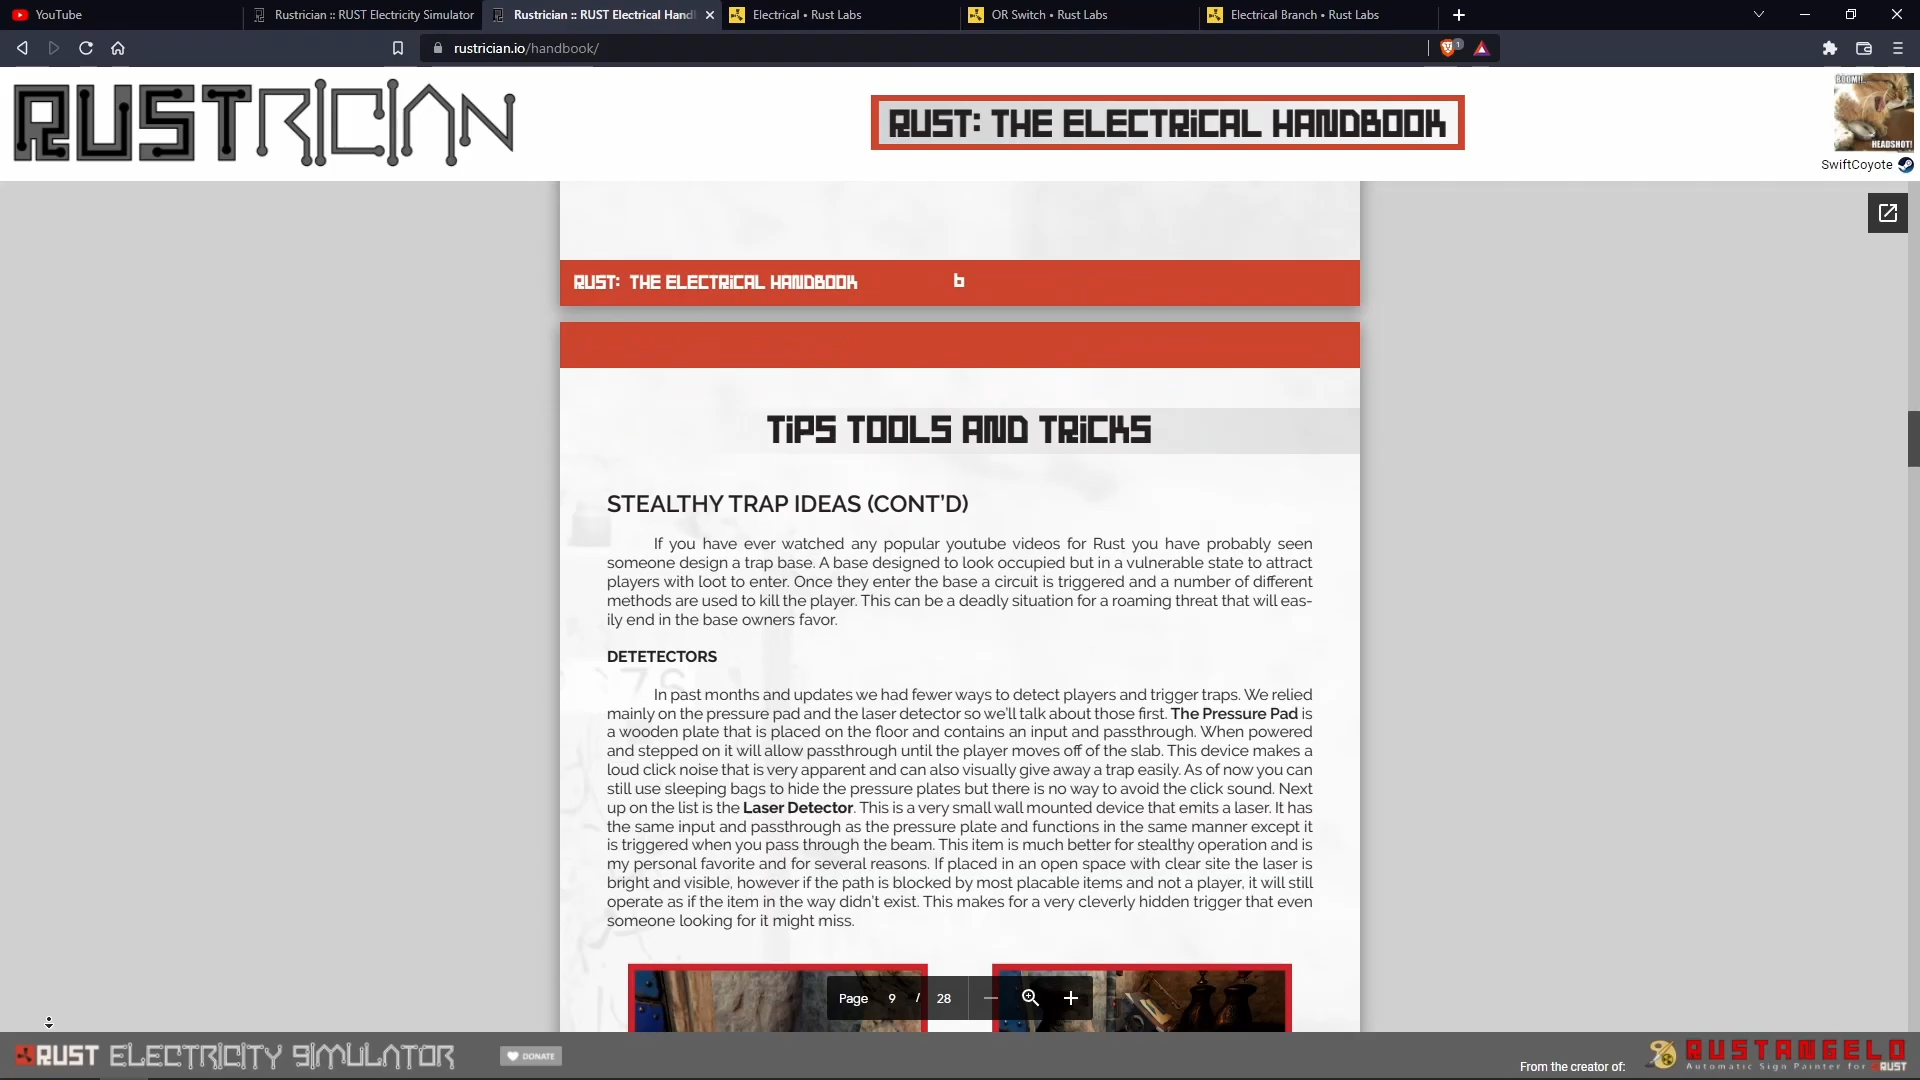 YouTube
Rustrician :: RUST Electricity Simulator
Rustrician :: RUST Electrical Handl
Electrical • Rust Labs
OR Switch • Rust Labs
Electrical Branch • Rust Labs
rustrician.io/handbook/
1
RUSTRICIAN
RUST: THE ELECTRICAL HANDBOOK
BOOM!!
HEADSHOT!
SwiftCoyote
RUST: THE ELECTRICAL HANDBOOK 6
TIPS TOOLS AND TRICKS
STEALTHY TRAP IDEAS (CONT'D)
If you have ever watched any popular youtube videos for Rust you have probably seen
someone design a trap base. A base designed to look occupied but in a vulnerable state to attract
players with loot to enter. Once they enter the base a circuit is triggered and a number of different
methods are used to kill the player. This can be a deadly situation for a roaming threat that will eas-
ily end in the base owners favor.
DETETECTORS
In past months and updates we had fewer ways to detect players and trigger traps. We relied
mainly on the pressure pad and the laser detector so we'll talk about those first. The Pressure Pad is
a wooden plate that is placed on the floor and contains an input and passthrough. When powered
and stepped on it will allow passthrough until the player moves off of the slab. This device makes a
loud click noise that is very apparent and can also visually give away a trap easily. As of now you can
still use sleeping bags to hide the pressure plates but there is no way to avoid the click sound. Next
up on the list is the Laser Detector. This is a very small wall mounted device that emits a laser. It has
the same input and passthrough as the pressure plate and functions in the same manner except it
is triggered when you pass through the beam. This item is much better for stealthy operation and is
my personal favorite and for several reasons. If placed in an open space with clear site the laser is
bright and visible, however if the path is blocked by most placable items and not a player, it will still
operate as if the item in the way didn't exist. This makes for a very cleverly hidden trigger that even
someone looking for it might miss.
Page 9 / 28
RUST ELECTRICITY SIMULATOR
DONATE
From the creator of:
RUSTANGELO
Automatic Sign Painter for RUST